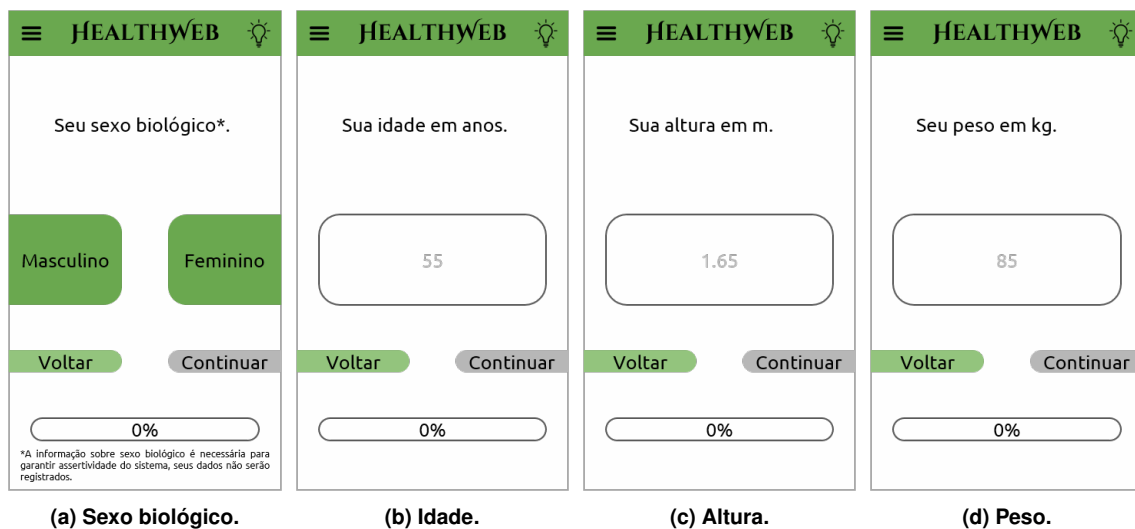 HEALTHWEB
Seu sexo biológico*.
Masculino
Feminino
Voltar
Continuar
0%
*A informação sobre sexo biológico é necessária para
garantir assertividade do sistema, seus dados não serão
registrados.
(a) Sexo biológico.
HEALTHWEB
Sua idade em anos.
55
Voltar
Continuar
0%
(b) Idade.
HEALTHWEB
Sua altura em m.
1.65
Voltar
Continuar
0%
(c) Altura.
HEALTHWEB
Seu peso em kg.
85
Voltar
Continuar
0%
(d) Peso.